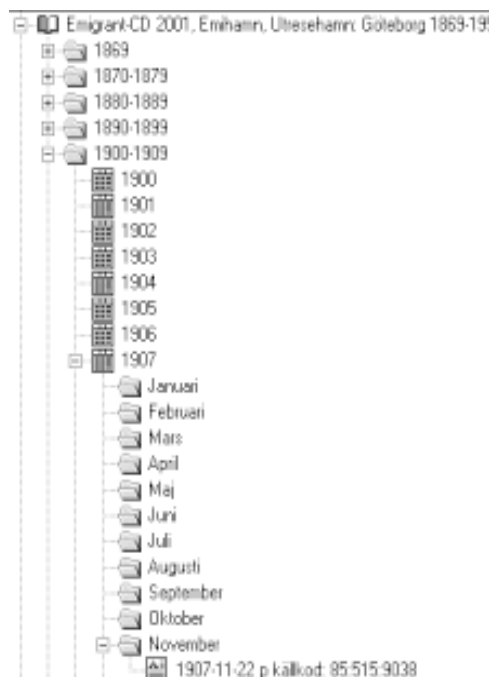 Emigrant-CD 2001, Emihamn, Utresehamn: Göteborg 1869-195
1869
1870-1879
1880-1889
1890-1899
1900-1909
1900
1901
1902
1903
1904
1905
1906
1907
Januari
Februari
Mars
April
Maj
Juni
Juli
Augusti
September
Oktober
November
1907-11-22 p källkod: 85:515:9038